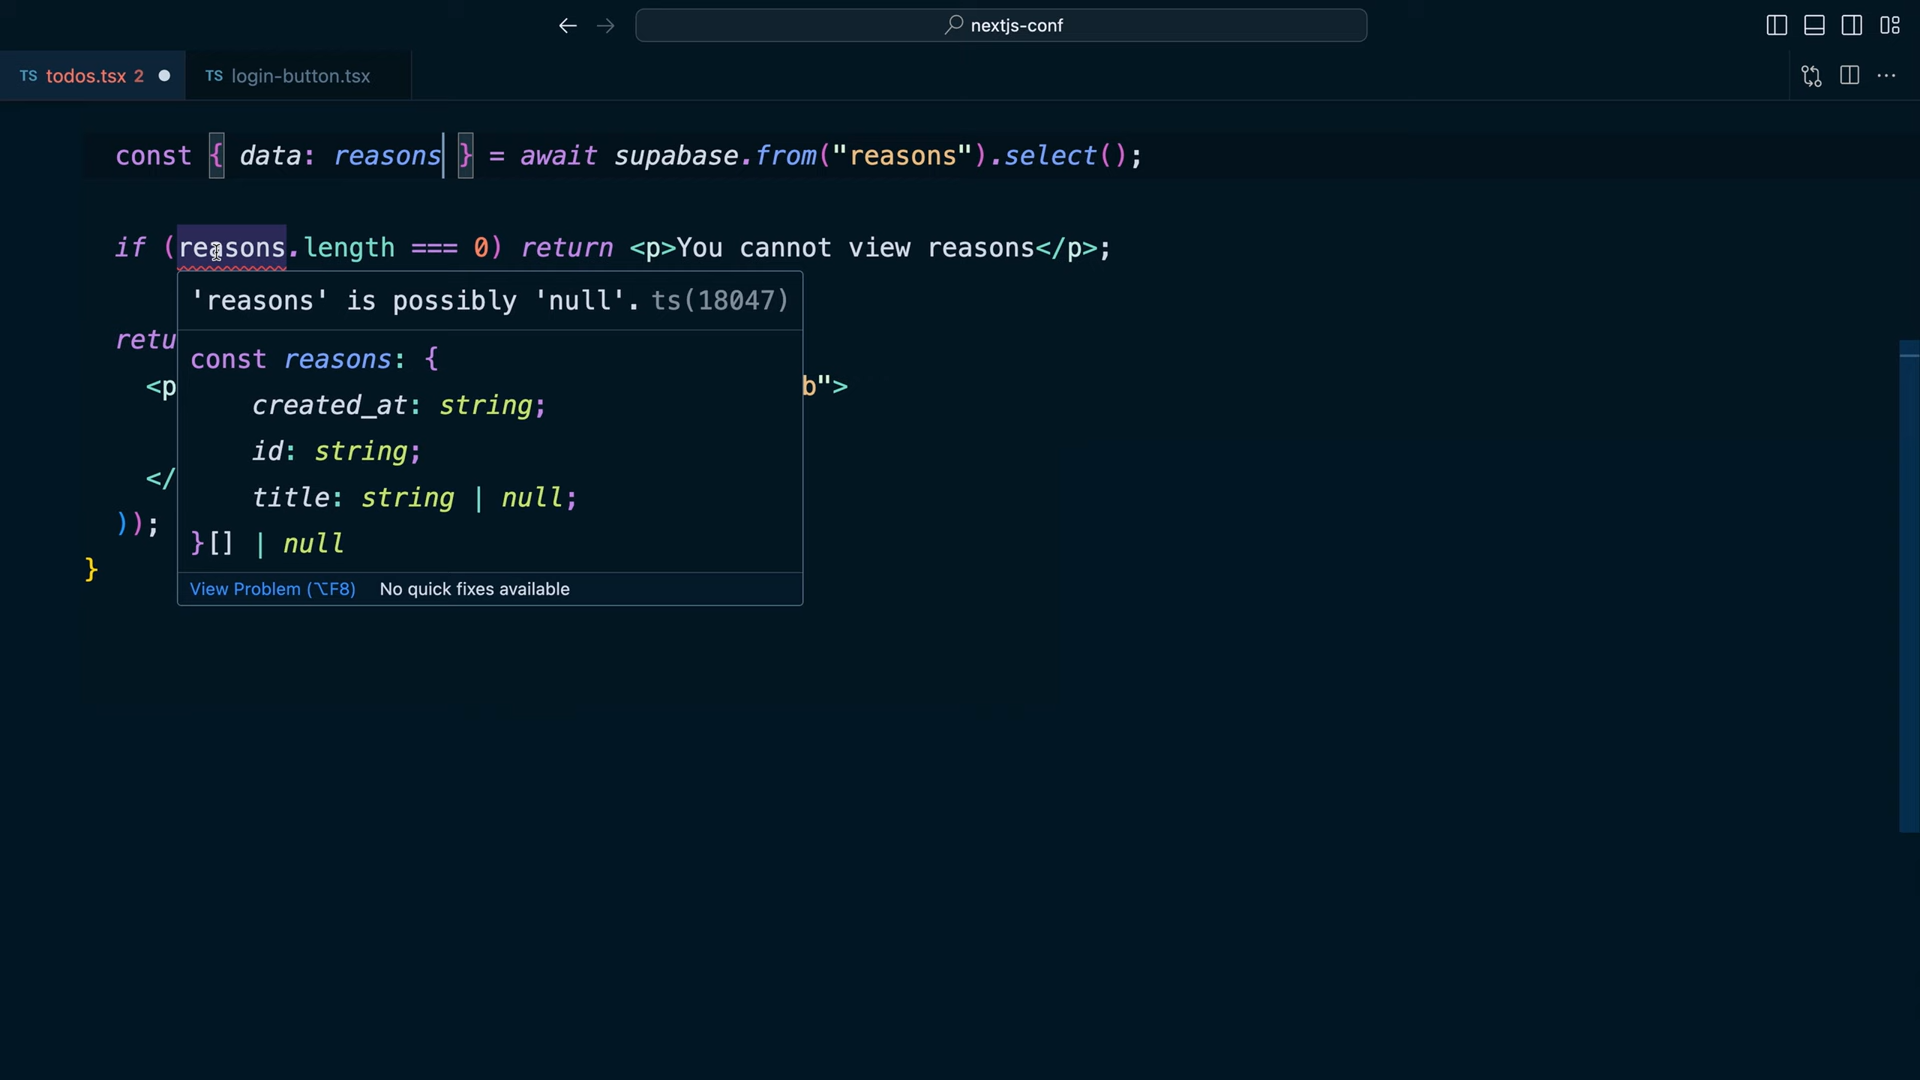 nextjs-conf
TS todos.tsx 2
TS login-button.tsx
const { data: reasons } = await supabase.from("reasons").select();
if (reasons.length === 0) return <p>You cannot view reasons</p>;
'reasons' is possibly 'null'. ts(18047)
retu
const reasons: {
<p b">
created_at: string;
id: string;
</
title: string | null;
));
}[] | null
}
View Problem (⌥F8) No quick fixes available